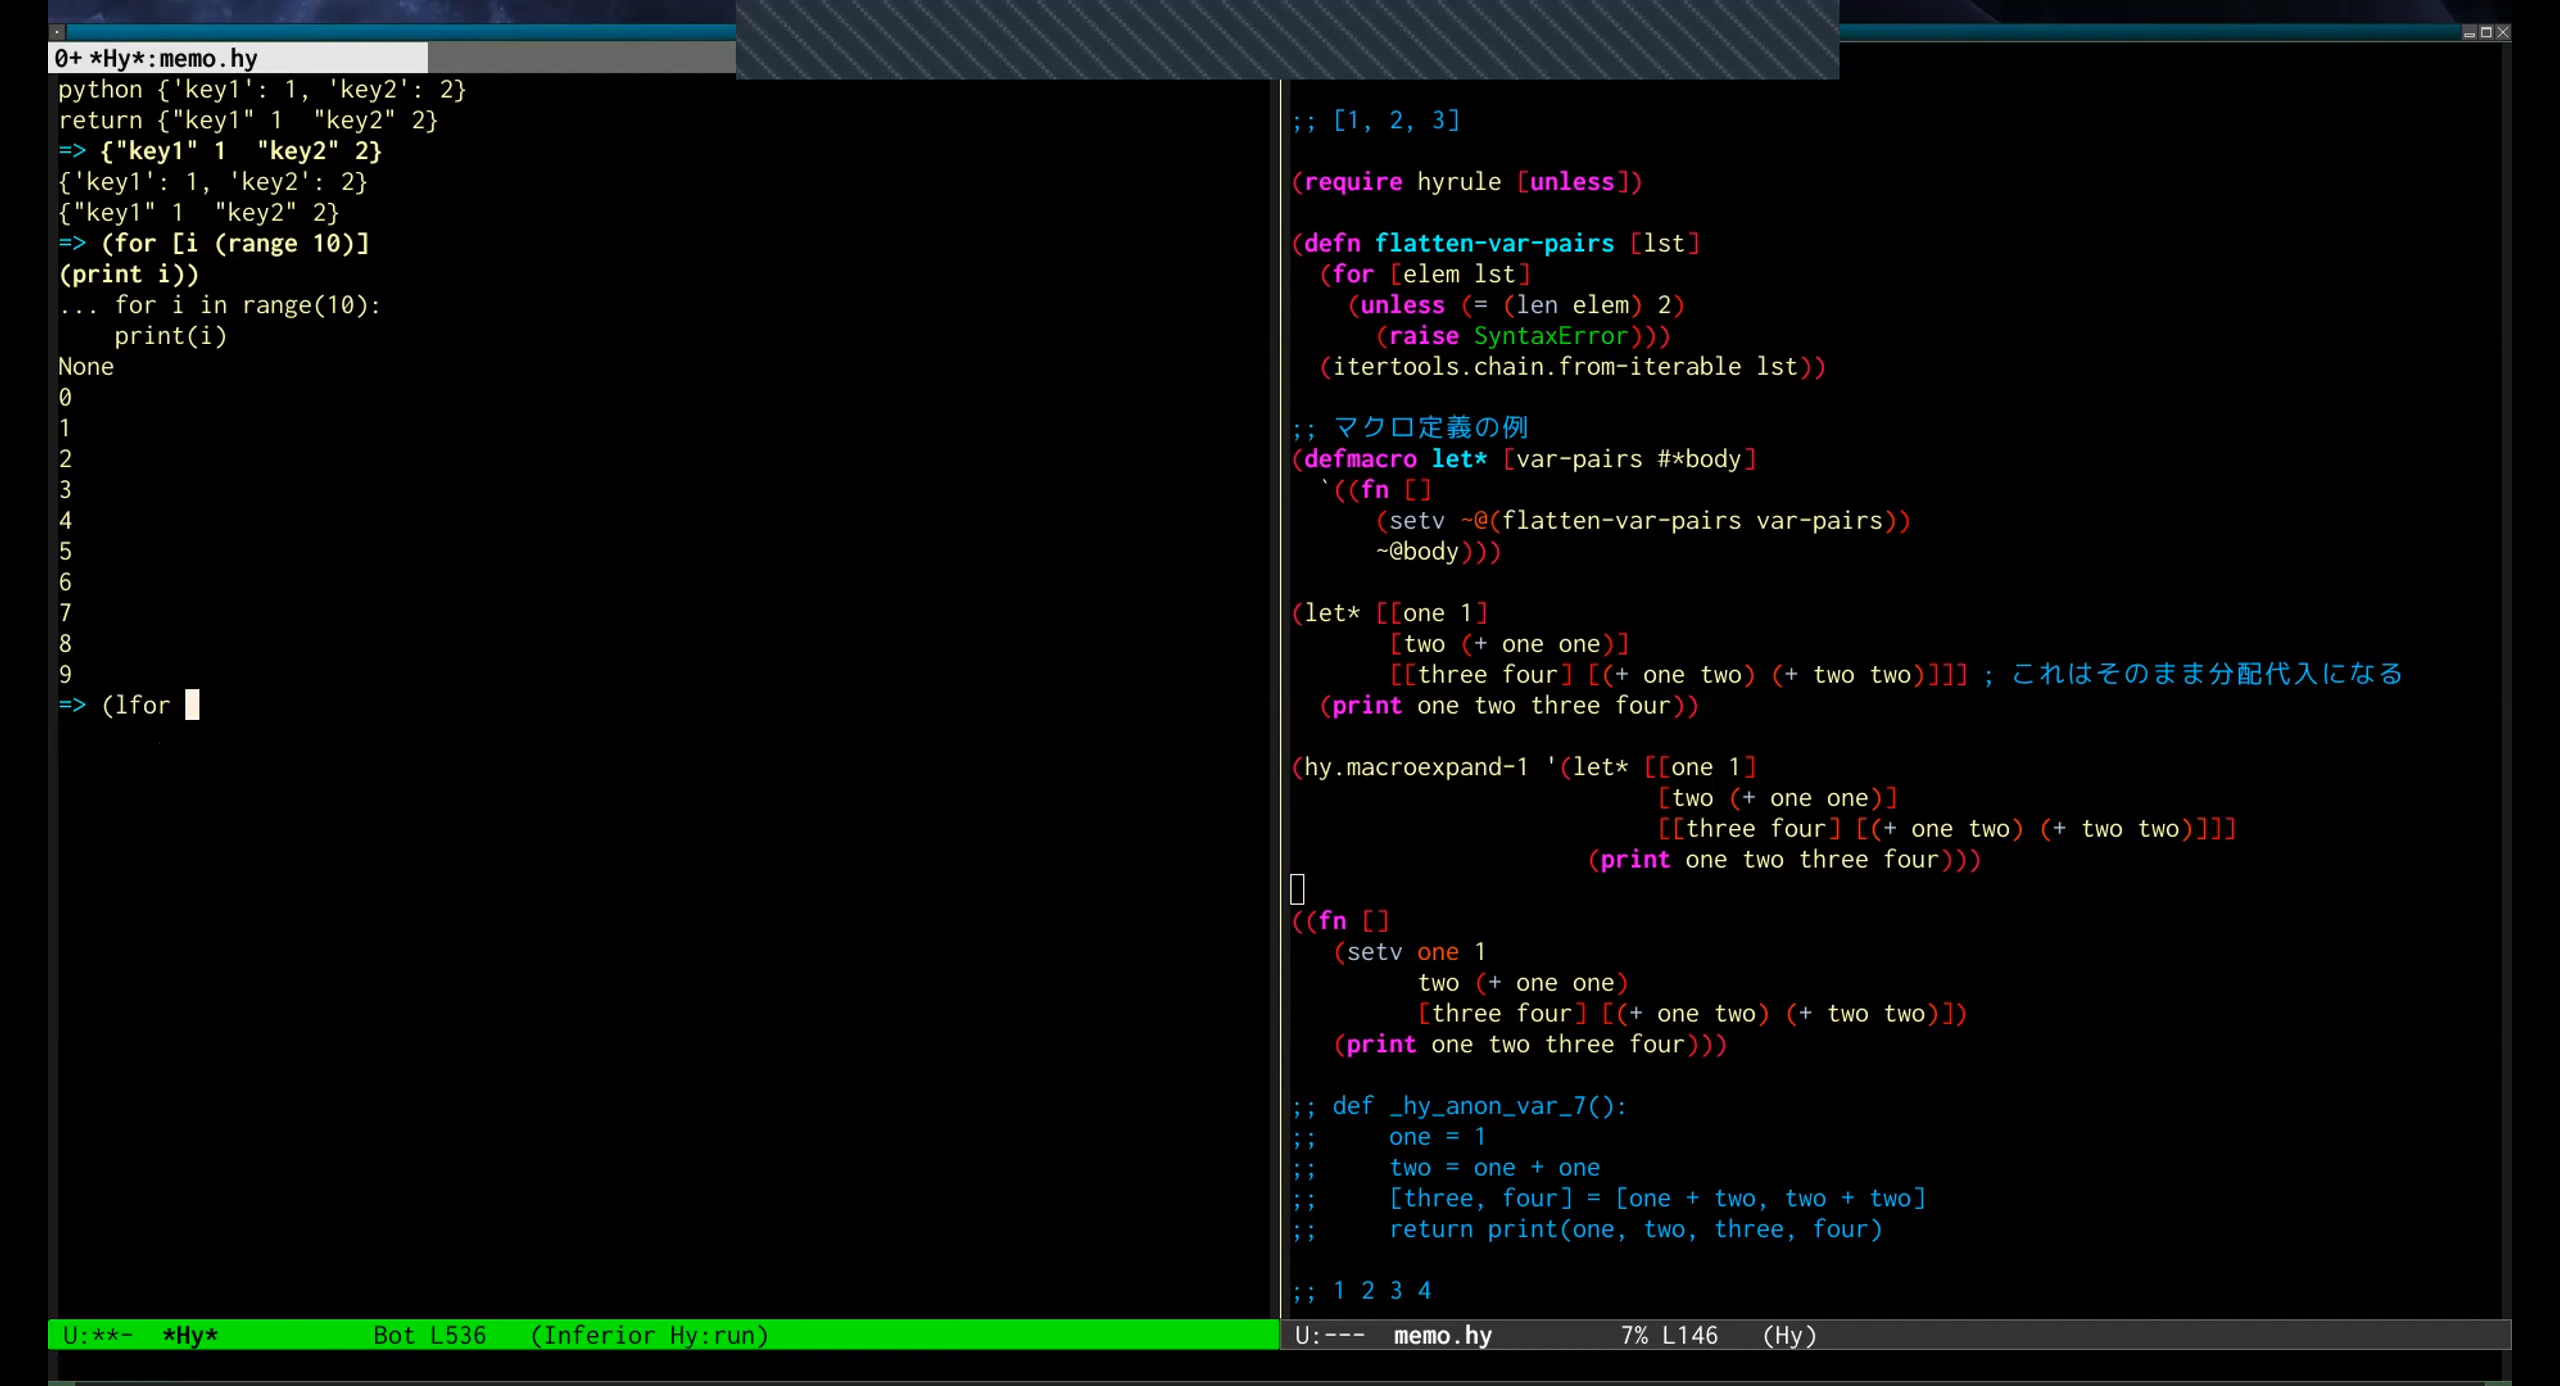 0+ *Hy*:memo.hy
python {'key1': 1, 'key2': 2}
return {"key1" 1  "key2" 2}
=> {"key1" 1  "key2" 2}
{'key1': 1, 'key2': 2}
{"key1" 1  "key2" 2}
=> (for [i (range 10)]
(print i))
... for i in range(10):
    print(i)
None
0
1
2
3
4
5
6
7
8
9
=> (lfor
U:**-  *Hy*           Bot L536   (Inferior Hy:run)
;; [1, 2, 3]
(require hyrule [unless])
(defn flatten-var-pairs [lst]
  (for [elem lst]
    (unless (= (len elem) 2)
      (raise SyntaxError)))
  (itertools.chain.from-iterable lst))
;; マクロ定義の例
(defmacro let* [var-pairs #*body]
  `((fn []
      (setv ~@(flatten-var-pairs var-pairs))
      ~@body)))
(let* [[one 1]
       [two (+ one one)]
       [[three four] [(+ one two) (+ two two)]]] ; これはそのまま分配代入になる
  (print one two three four))
(hy.macroexpand-1 '(let* [[one 1]
                          [two (+ one one)]
                          [[three four] [(+ one two) (+ two two)]]]
                     (print one two three four)))
((fn []
   (setv one 1
         two (+ one one)
         [three four] [(+ one two) (+ two two)])
   (print one two three four)))
;; def _hy_anon_var_7():
;;     one = 1
;;     two = one + one
;;     [three, four] = [one + two, two + two]
;;     return print(one, two, three, four)
;; 1 2 3 4
U:---  memo.hy         7% L146   (Hy)